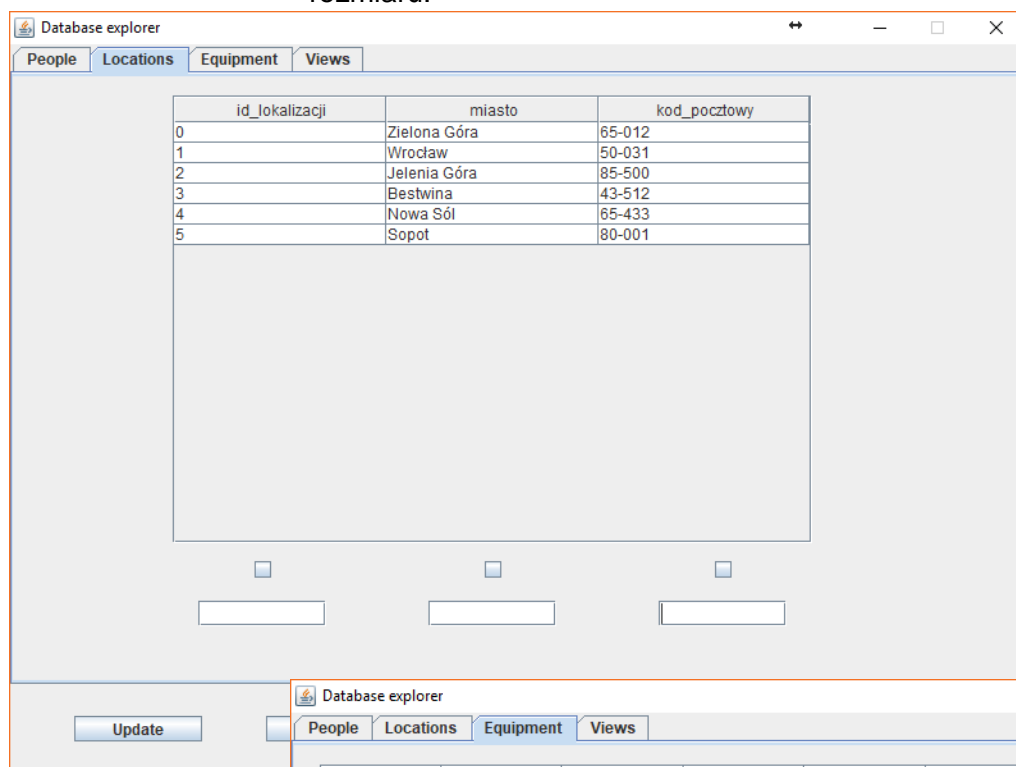 rozmiaru.
Database explorer
People Locations Equipment Views
id_lokalizacji miasto kod_pocztowy
0 Zielona Góra 65-012
1 Wrocław 50-031
2 Jelenia Góra 85-500
3 Bestwina 43-512
4 Nowa Sól 65-433
5 Sopot 80-001
Database explorer
Update People Locations Equipment Views